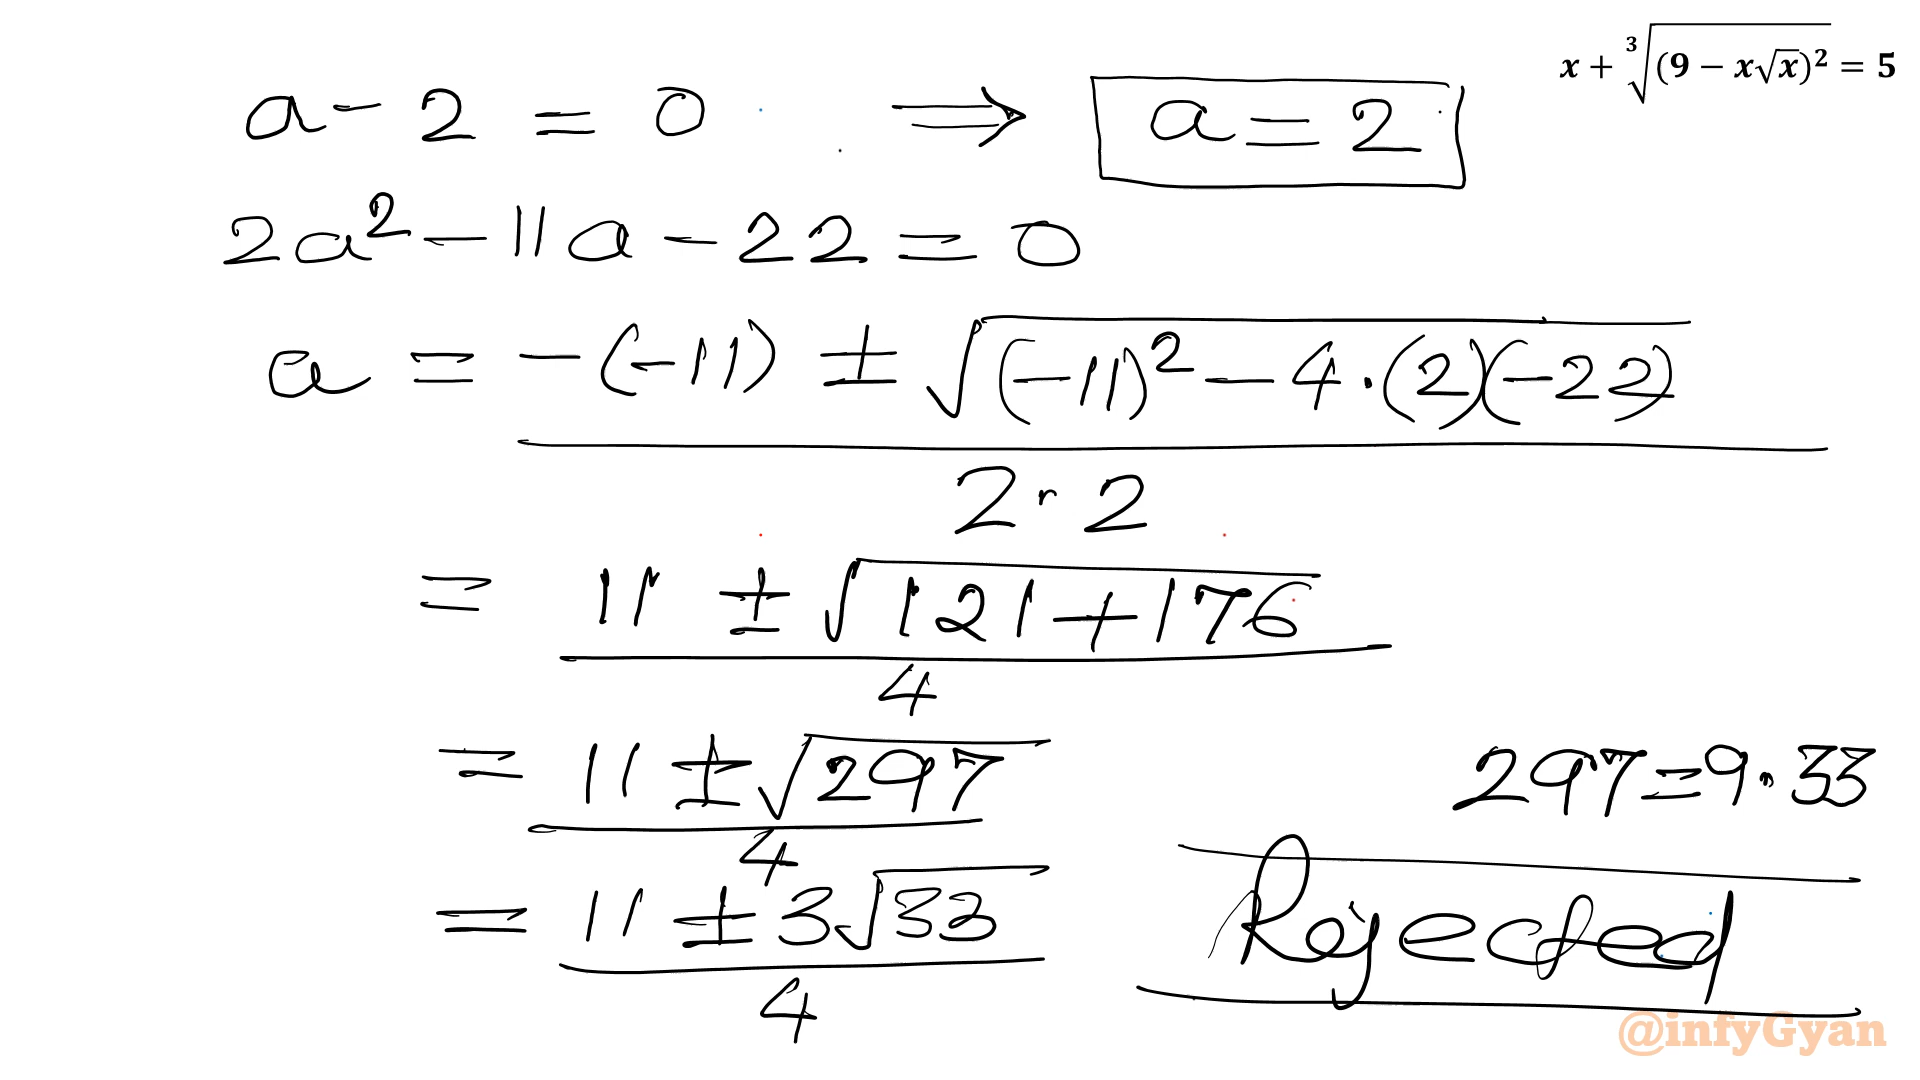 x + ∛(9 − x√x)² = 5
a − 2 = 0 ⟹ a = 2
2a² − 11a − 22 = 0
a = −(−11) ± √(−11)² − 4·(2)(−22)
2·2
= 11 ± √121 + 176
4
= 11 ± √297
4
297 = 9·33
= 11 ± 3√33
4
Rejected
@infyGyan